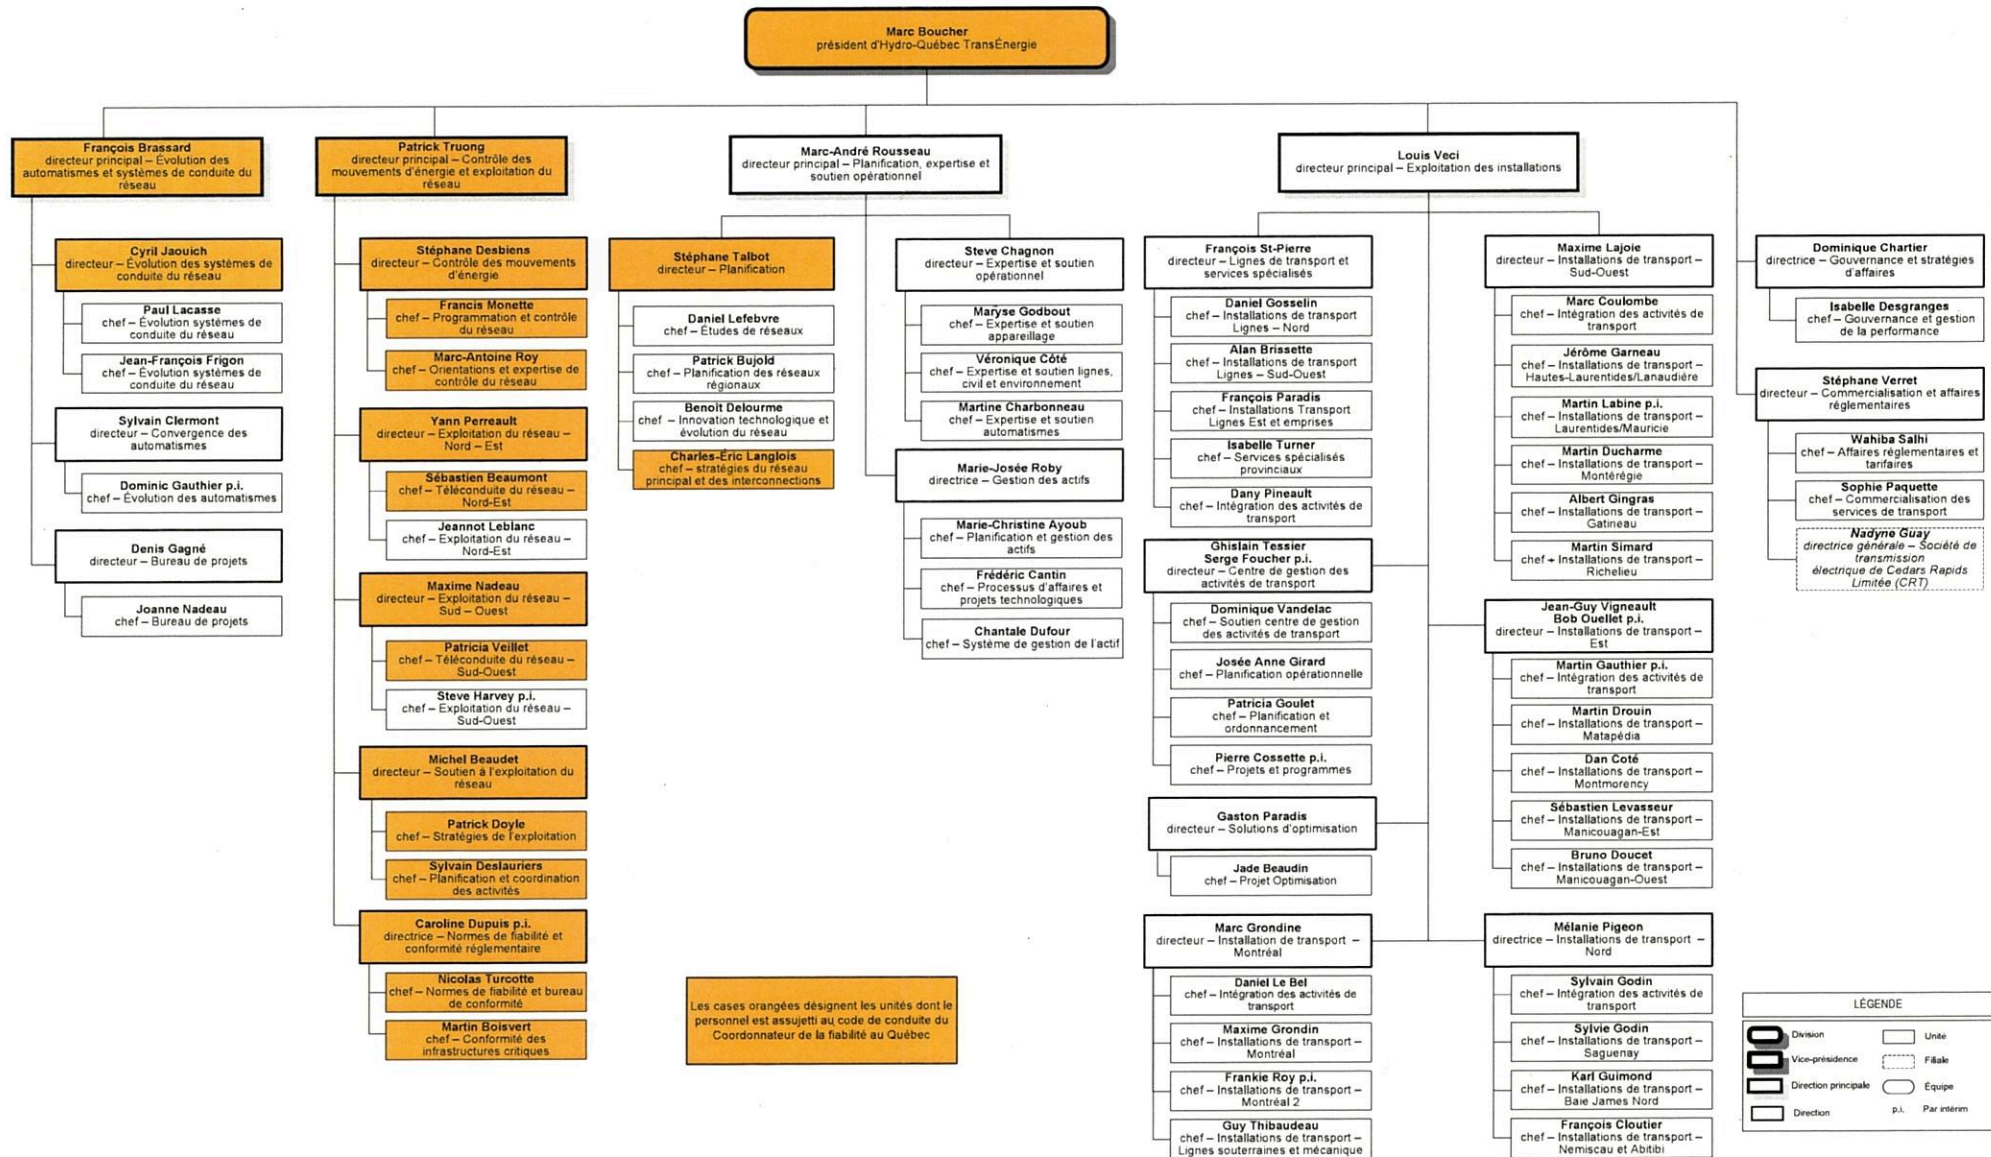 Marc Boucher
président d'Hydro-Québec TransÉnergie
François Brassard
directeur principal – Évolution des
automatismes et systèmes de conduite du
réseau
Cyril Jaouich
directeur – Évolution des systèmes de
conduite du réseau
Paul Lacasse
chef – Évolution systèmes de
conduite du réseau
Jean-François Frigon
chef – Évolution systèmes de
conduite du réseau
Sylvain Clermont
directeur – Convergence des
automatismes
Dominic Gauthier p.i.
chef – Évolution des automatismes
Denis Gagné
directeur – Bureau de projets
Joanne Nadeau
chef – Bureau de projets
Patrick Truong
directeur principal – Contrôle des
mouvements d'énergie et exploitation du
réseau
Stéphane Desbiens
directeur – Contrôle des mouvements
d'énergie
Francis Monette
chef – Programmation et contrôle
du réseau
Marc-Antoine Roy
chef – Orientations et expertise de
contrôle du réseau
Yann Perreault
directeur – Exploitation du réseau –
Nord – Est
Sébastien Beaumont
chef – Téléconduite du réseau –
Nord-Est
Jeannot Leblanc
chef – Exploitation du réseau –
Nord-Est
Maxime Nadeau
directeur – Exploitation du réseau –
Sud – Ouest
Patricia Veillet
chef – Téléconduite du réseau –
Sud-Ouest
Steve Harvey p.i.
chef – Exploitation du réseau –
Sud-Ouest
Michel Beaudet
directeur – Soutien à l'exploitation du
réseau
Patrick Doyle
chef – Stratégies de l'exploitation
Sylvain Deslauriers
chef – Planification et coordination
des activités
Caroline Dupuis p.i.
directrice – Normes de fiabilité et
conformité réglementaire
Nicolas Turcotte
chef – Normes de fiabilité et bureau
de conformité
Martin Boisvert
chef – Conformité des
infrastructures critiques
Marc-André Rousseau
directeur principal – Planification, expertise et
soutien opérationnel
Stéphane Talbot
directeur – Planification
Daniel Lefebvre
chef – Études de réseaux
Patrick Bujold
chef – Planification des réseaux
régionaux
Benoît Delourme
chef – Innovation technologique et
évolution du réseau
Charles-Éric Langlois
chef – stratégies du réseau
principal et des interconnections
Steve Chagnon
directeur – Expertise et soutien
opérationnel
Maryse Godbout
chef – Expertise et soutien
appareillage
Véronique Côté
chef – Expertise et soutien lignes,
civil et environnement
Martine Charbonneau
chef – Expertise et soutien
automatismes
Marie-Josée Roby
directrice – Gestion des actifs
Marie-Christine Ayoub
chef – Planification et gestion des
actifs
Frédéric Cantin
chef – Processus d'affaires et
projets technologiques
Chantale Dufour
chef – Système de gestion de l'actif
Louis Veci
directeur principal – Exploitation des installations
François St-Pierre
directeur – Lignes de transport et
services spécialisés
Daniel Gosselin
chef – Installations de transport
Lignes – Nord
Alan Brissette
chef – Installations de transport
Lignes – Sud-Ouest
François Paradis
chef – Installations Transport
Lignes Est et emprises
Isabelle Turner
chef – Services spécialisés
provinciaux
Dany Pineault
chef – Intégration des activités de
transport
Ghislain Tessier
Serge Foucher p.i.
directeur – Centre de gestion des
activités de transport
Dominique Vandelac
chef – Soutien centre de gestion
des activités de transport
Josée Anne Girard
chef – Planification opérationnelle
Patricia Goulet
chef – Planification et
ordonnancement
Pierre Cossette p.i.
chef – Projets et programmes
Gaston Paradis
directeur – Solutions d'optimisation
Jade Beaudin
chef – Projet Optimisation
Marc Grondine
directeur – Installation de transport –
Montréal
Daniel Le Bel
chef – Intégration des activités de
transport
Maxime Grondin
chef – Installations de transport –
Montréal
Frankie Roy p.i.
chef – Installations de transport –
Montréal 2
Guy Thibaudeau
chef – Installations de transport –
Lignes souterraines et mécanique
Maxime Lajoie
directeur – Installations de transport –
Sud-Ouest
Marc Coulombe
chef – Intégration des activités de
transport
Jérôme Garneau
chef – Installations de transport –
Hautes-Laurentides/Lanaudière
Martin Labine p.i.
chef – Installations de transport –
Laurentides/Mauricie
Martin Ducharme
chef – Installations de transport –
Montérégie
Albert Gingras
chef – Installations de transport –
Gatineau
Martin Simard
chef – Installations de transport –
Richelieu
Jean-Guy Vigneault
Bob Ouellet p.i.
directeur – Installations de transport –
Est
Martin Gauthier p.i.
chef – Intégration des activités de
transport
Martin Drouin
chef – Installations de transport –
Matapédia
Dan Coté
chef – Installations de transport –
Montmorency
Sébastien Levasseur
chef – Installations de transport –
Manicouagan-Est
Bruno Doucet
chef – Installations de transport –
Manicouagan-Ouest
Mélanie Pigeon
directrice – Installations de transport –
Nord
Sylvain Godin
chef – Intégration des activités de
transport
Sylvie Godin
chef – Installations de transport –
Saguenay
Karl Guimond
chef – Installations de transport –
Baie James Nord
François Cloutier
chef – Installations de transport –
Nemiscau et Abitibi
Dominique Chartier
directrice – Gouvernance et stratégies
d'affaires
Isabelle Desgranges
chef – Gouvernance et gestion
de la performance
Stéphane Verret
directeur – Commercialisation et affaires
réglementaires
Wahiba Salhi
chef – Affaires réglementaires et
tarifaires
Sophie Paquette
chef – Commercialisation des
services de transport
Nadyne Guay
directrice générale – Société de
transmission
électrique de Cedars Rapids
Limitée (CRT)
Les cases orangées désignent les unités dont le
personnel est assujetti au code de conduite du
Coordonnateur de la fiabilité au Québec
LÉGENDE
Division
Unité
Vice-présidence
Filiale
Direction principale
Équipe
Direction
p.i. Par intérim